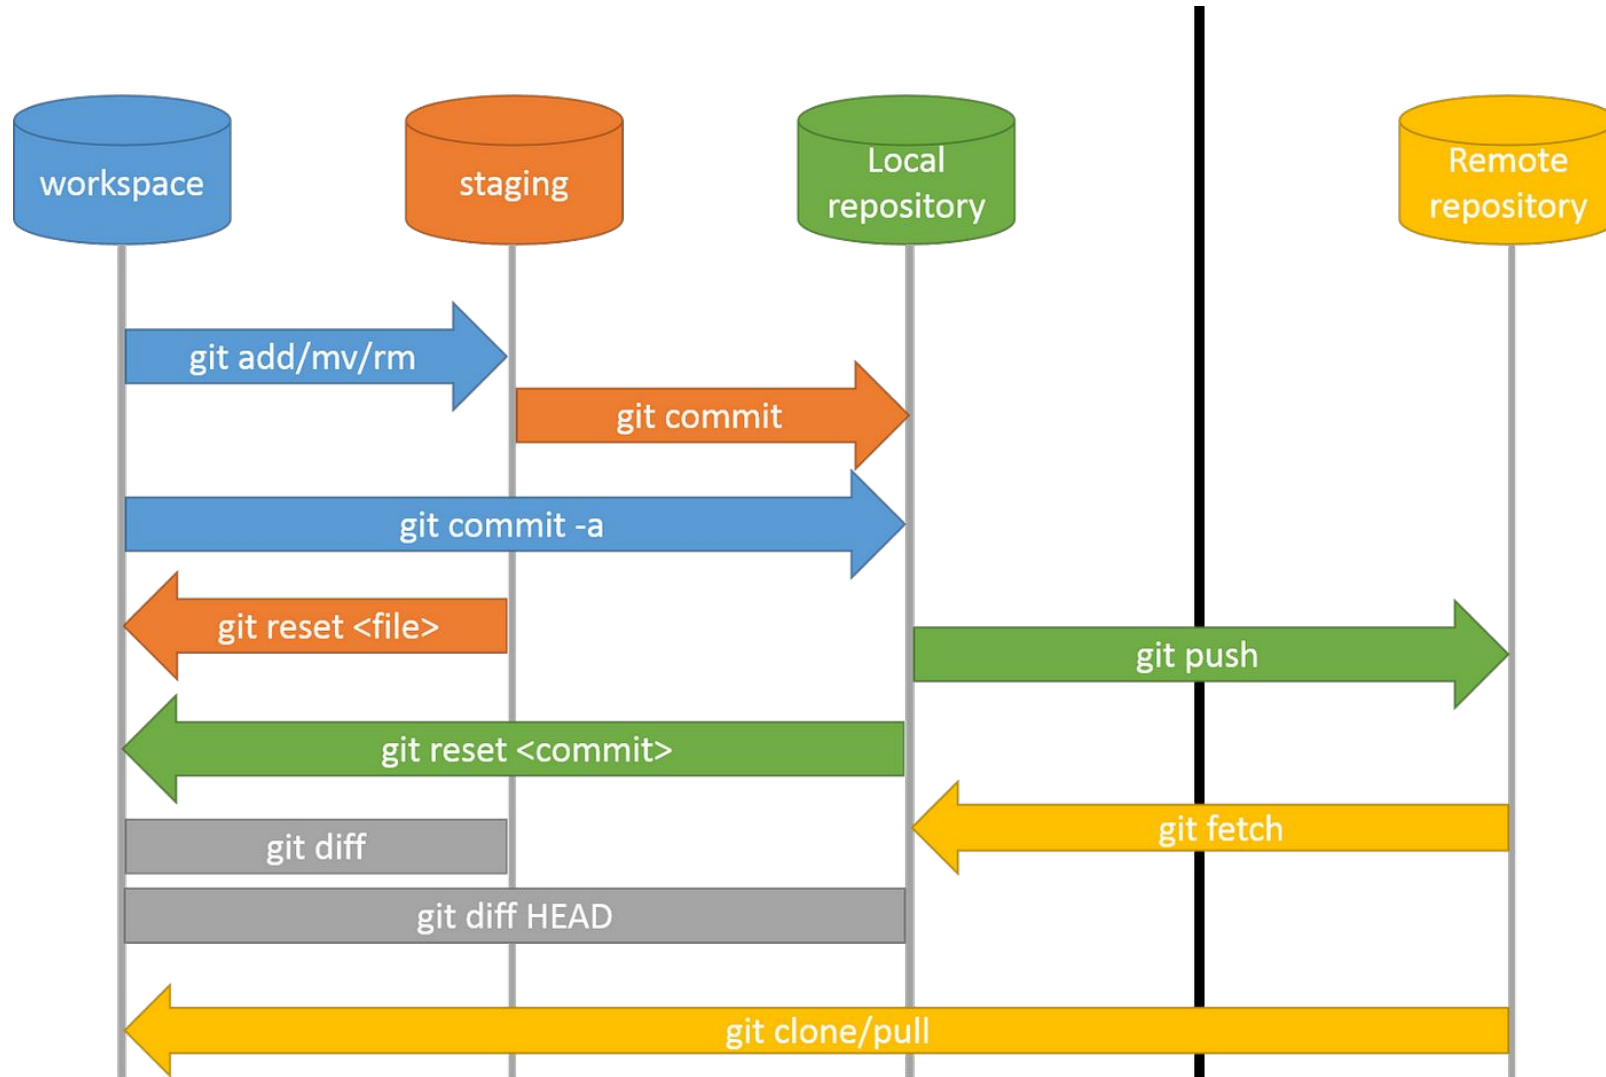 workspace
staging
Local
repository
Remote
repository
git add/mv/rm
git commit
git commit -a
git reset <file>
git push
git reset <commit>
git fetch
git diff
git diff HEAD
git clone/pull